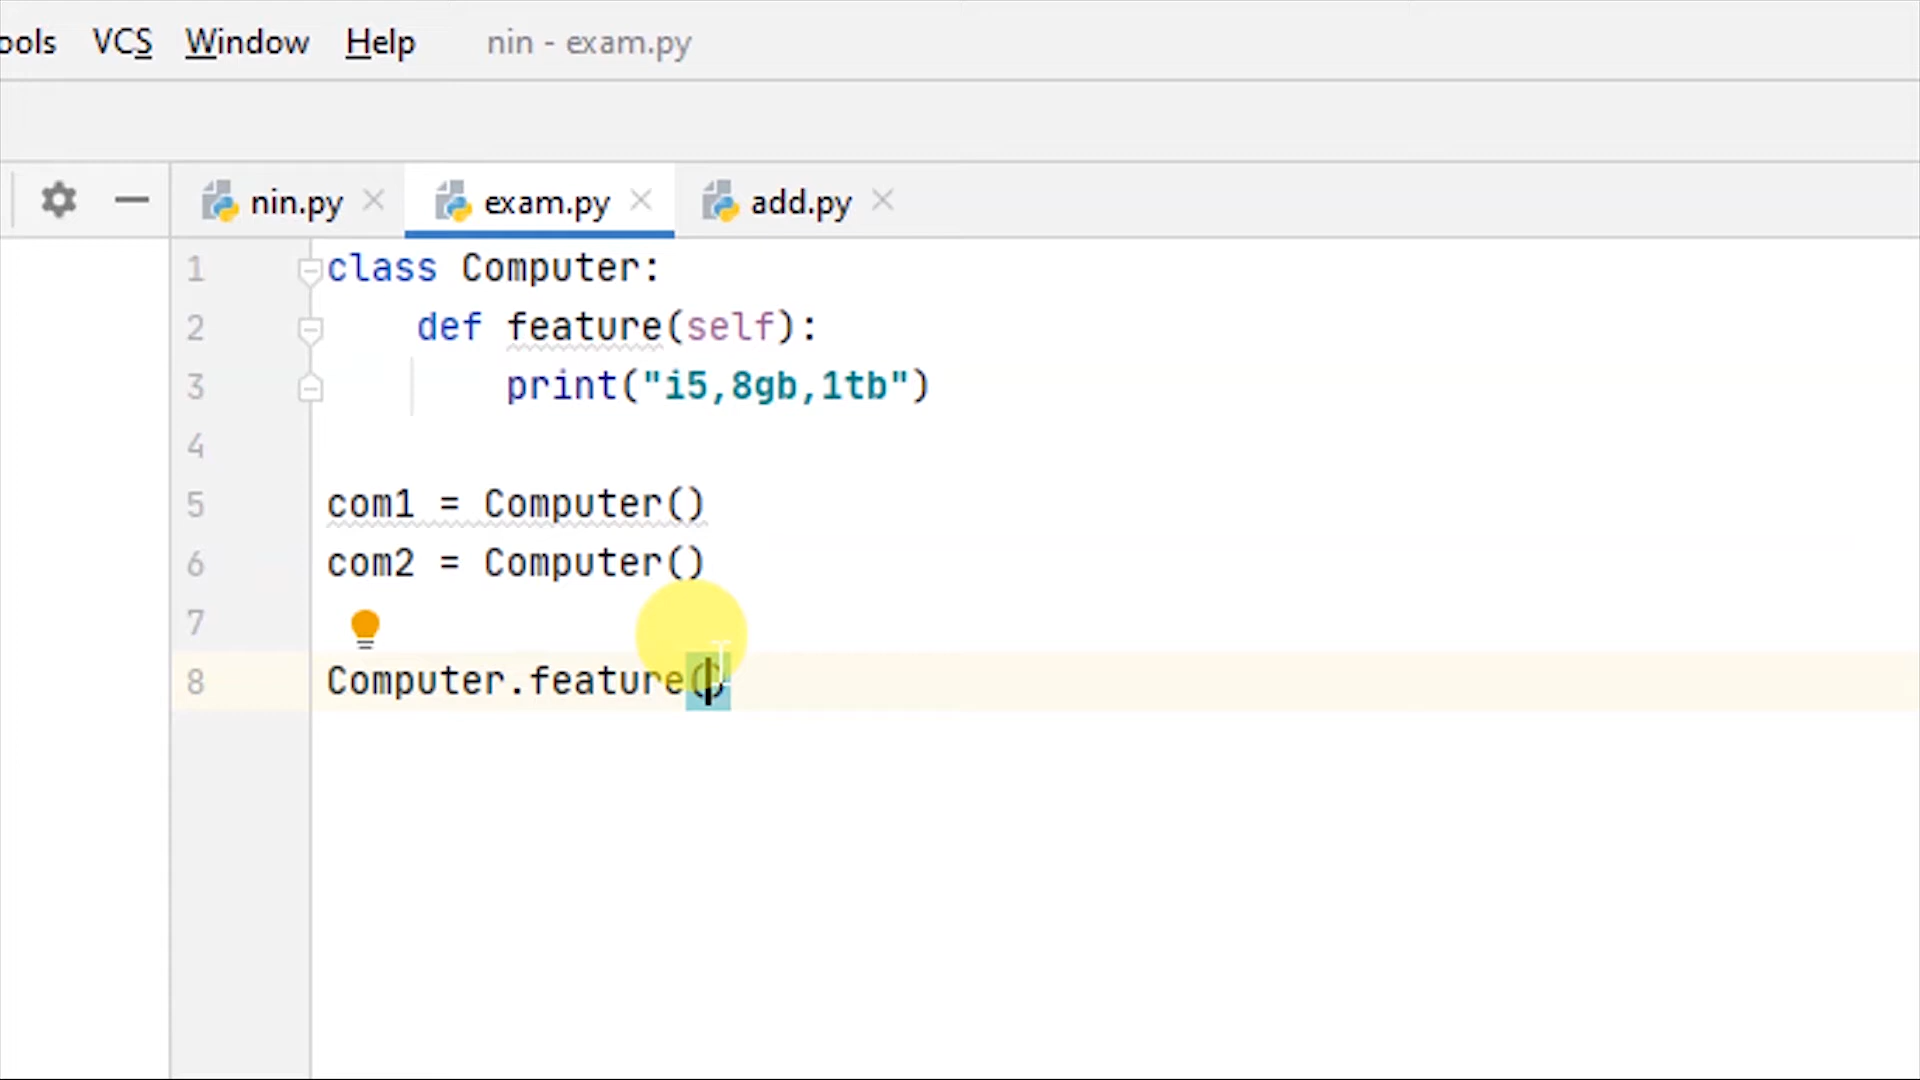 ools VCS Window Help nin - exam.py
nin.py exam.py add.py
1 class Computer:
2 def feature(self):
3 print("i5,8gb,1tb")
4
5 com1 = Computer()
6 com2 = Computer()
7
8 Computer.feature()